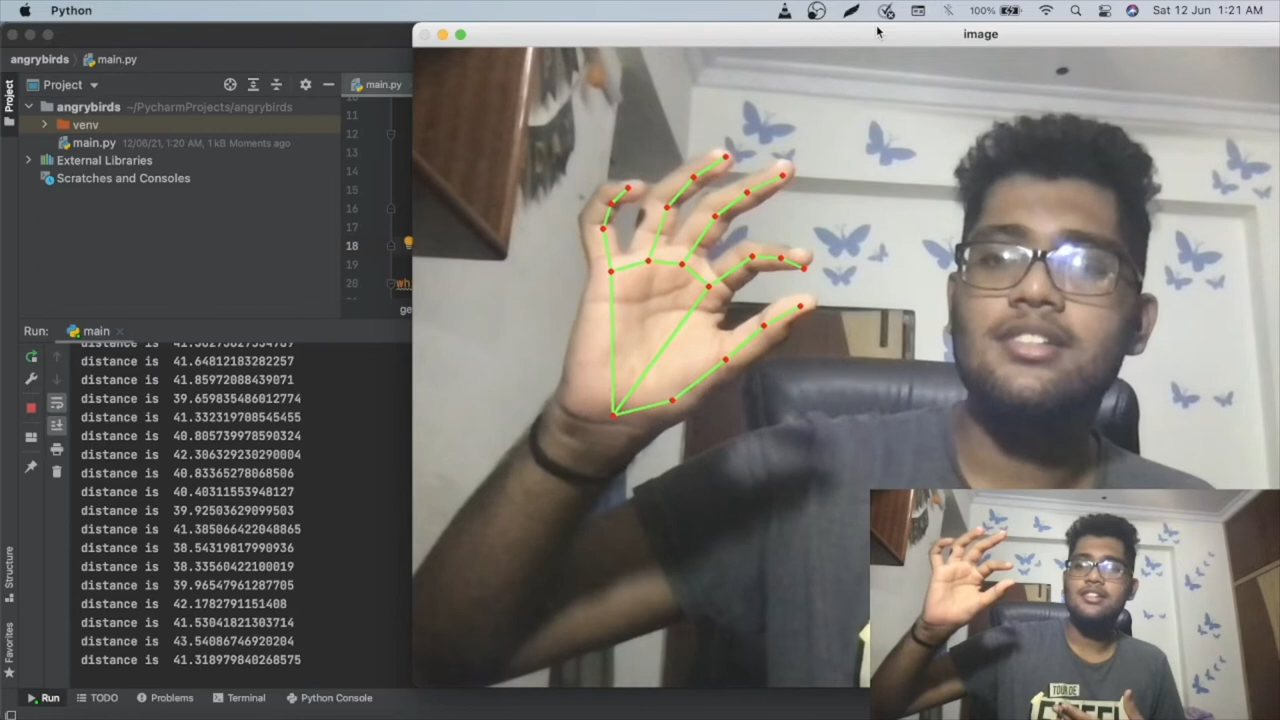 Python
100%
Sat 12 Jun 1:21 AM
image
angrybirds
main.py
Project
Project
main.py
angrybirds ~/PycharmProjects/angrybirds
venv
main.py 12/06/21, 1:20 AM, 1 kB Moments ago
External Libraries
Scratches and Consoles
11
12
13
14
15
16
17
18
19
20
wh
ge
Run: main
distance is 41.64812183282257
distance is 41.85972088439071
distance is 39.659835486012774
distance is 41.332319708545455
distance is 40.805739978590324
distance is 42.306329230290004
distance is 40.83365278068506
distance is 40.40311553948127
distance is 39.92503629099503
distance is 41.385066422048865
distance is 38.54319817990936
distance is 38.33560422100019
distance is 39.96547961287705
distance is 42.1782791151408
distance is 41.53041821303714
distance is 43.54086746920204
distance is 41.318979840268575
Structure
Favorites
Run
TODO
Problems
Terminal
Python Console
TOUR DE